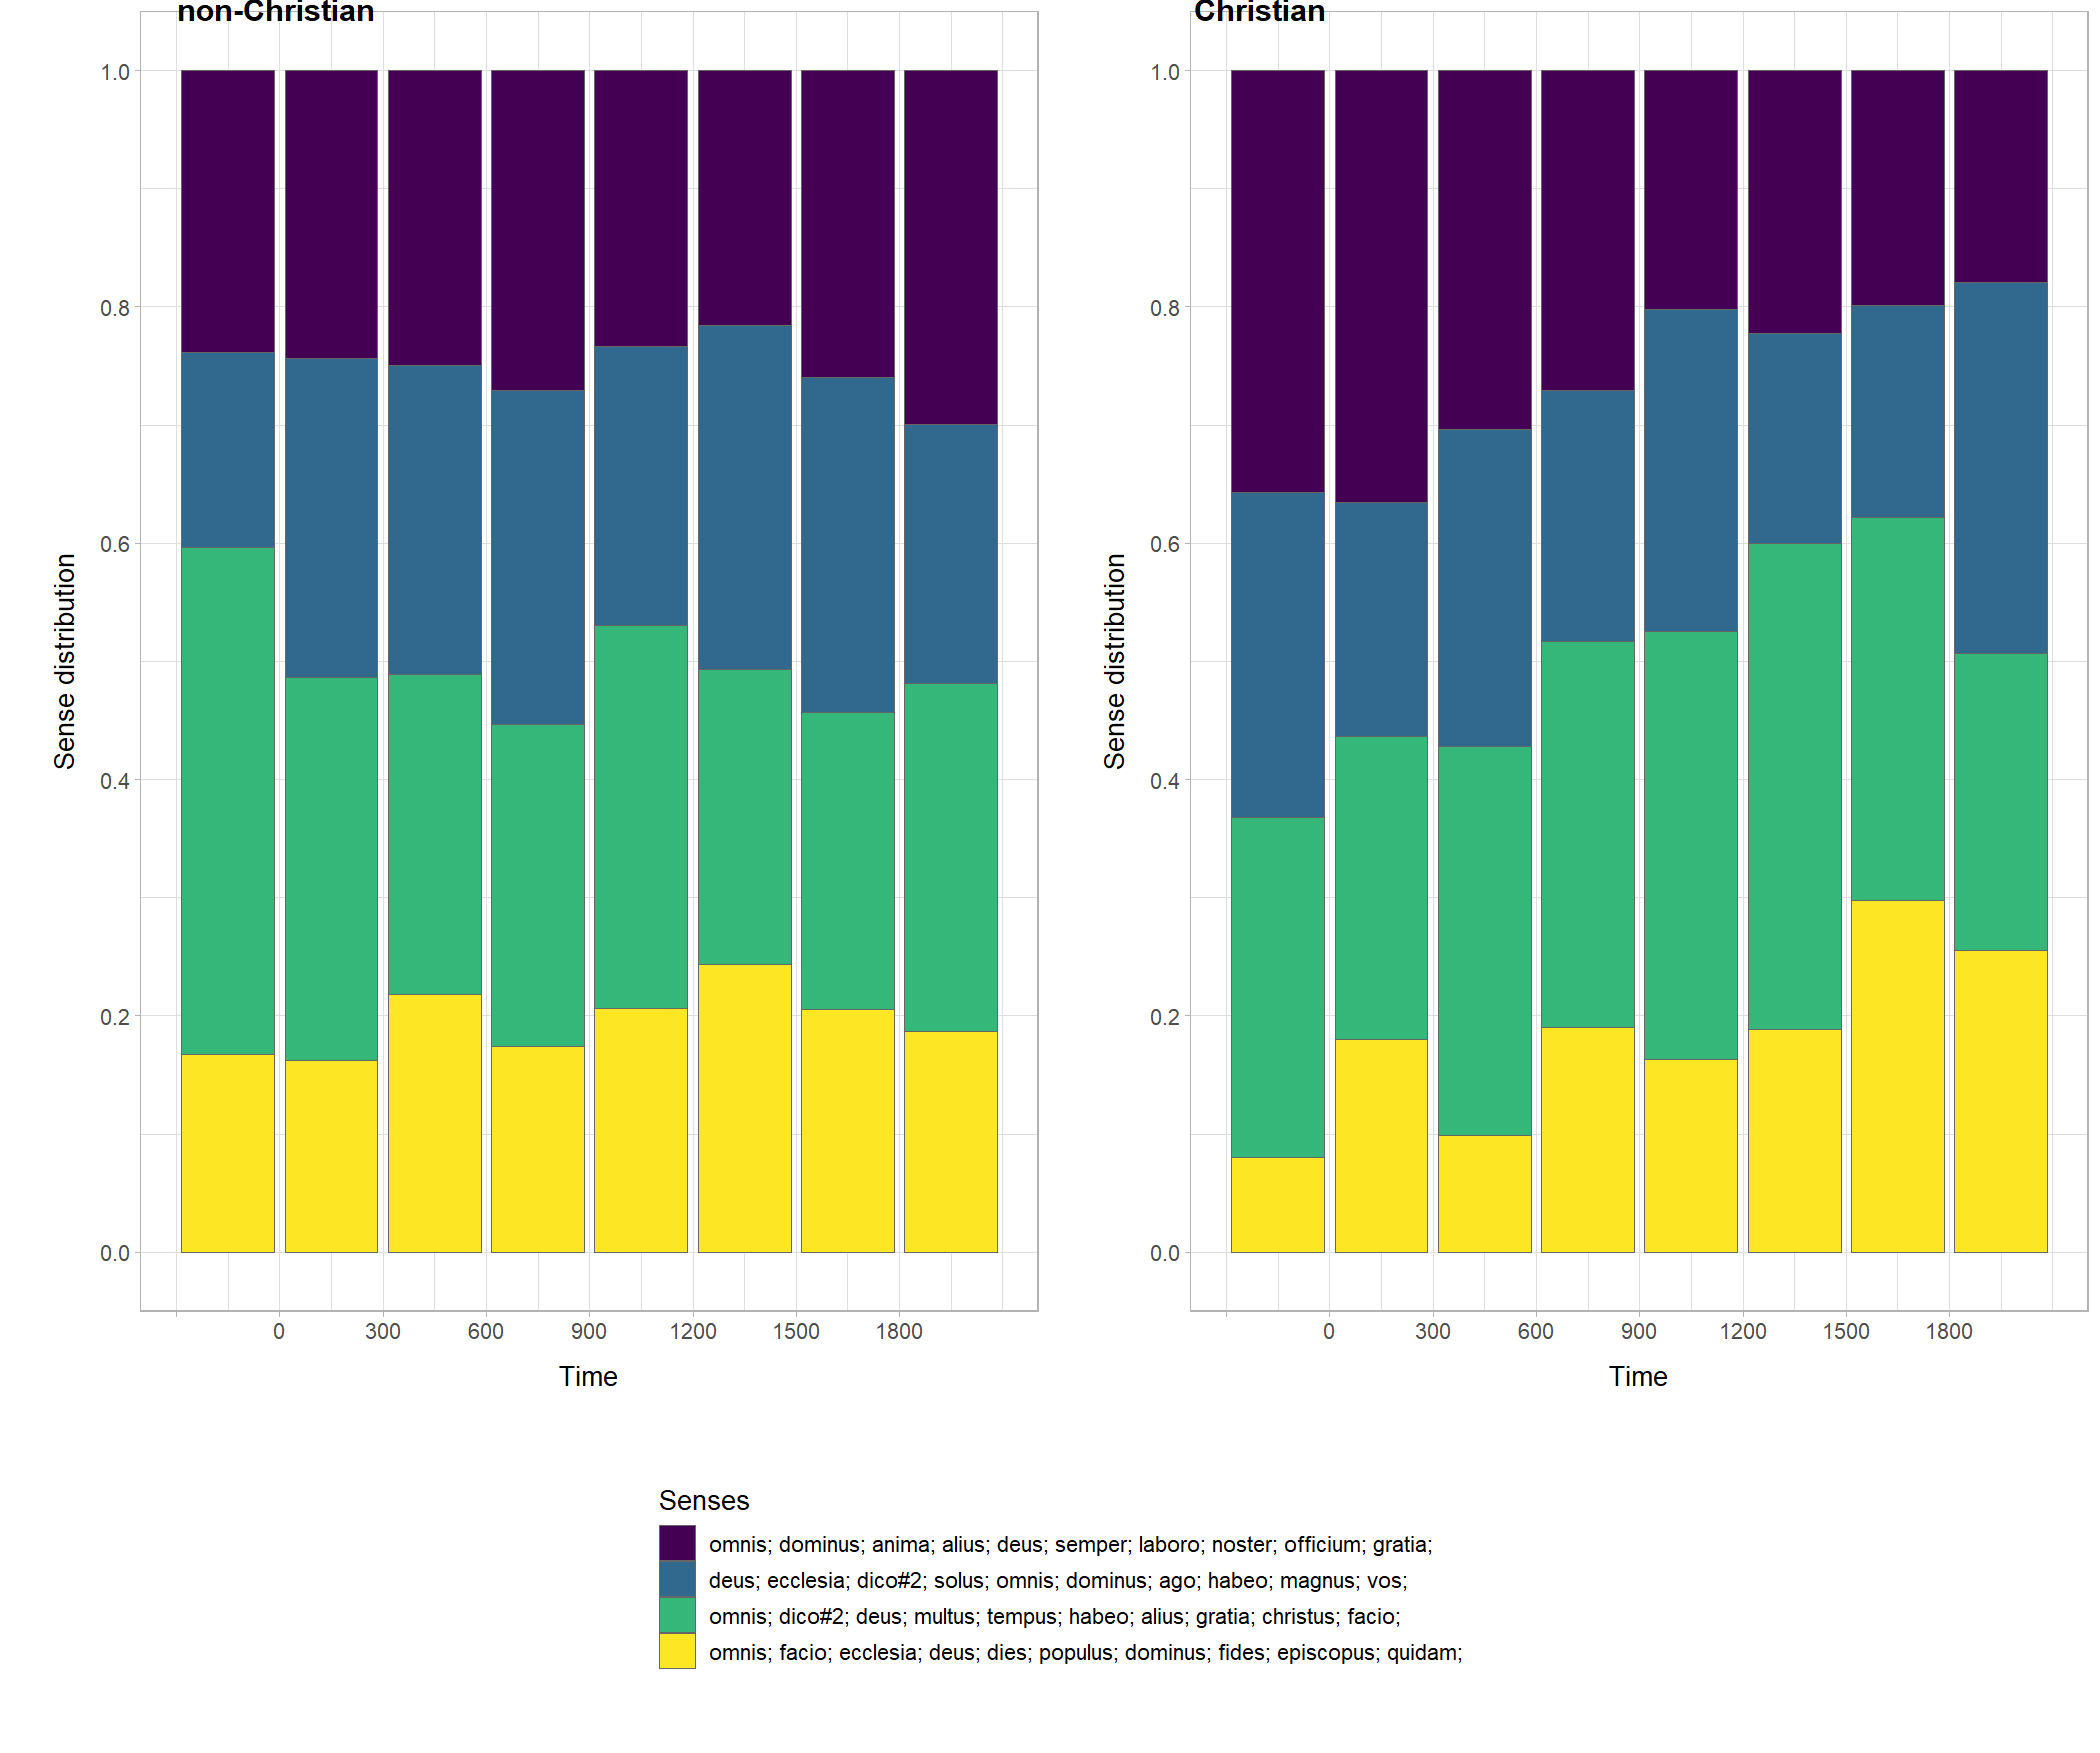 non-Christian
Christian
1.0
0.8
0.6
0.4
0.2
0.0
Sense distribution
0 300 600 900 1200 1500 1800
Time
1.0
0.8
0.6
0.4
0.2
0.0
Sense distribution
0 300 600 900 1200 1500 1800
Time
Senses
omnis; dominus; anima; alius; deus; semper; laboro; noster; officium; gratia;
deus; ecclesia; dico#2; solus; omnis; dominus; ago; habeo; magnus; vos;
omnis; dico#2; deus; multus; tempus; habeo; alius; gratia; christus; facio;
omnis; facio; ecclesia; deus; dies; populus; dominus; fides; episcopus; quidam;